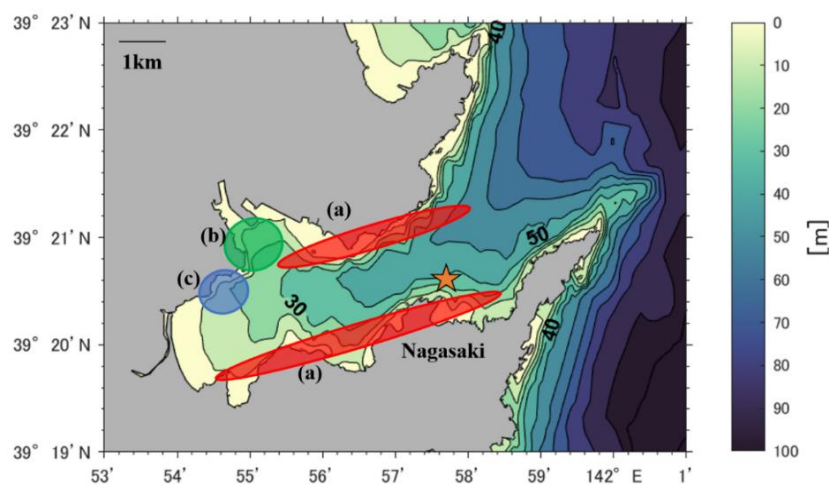 39° 23' N
1km
40
0
10
39° 22' N
20
30
(a)
40
39° 21' N
(b)
50
50
[m]
(c)
60
30
70
39° 20' N
Nagasaki
40
80
(a)
90
39° 19' N
100
53' 54' 55' 56' 57' 58' 59' 142° E 1'